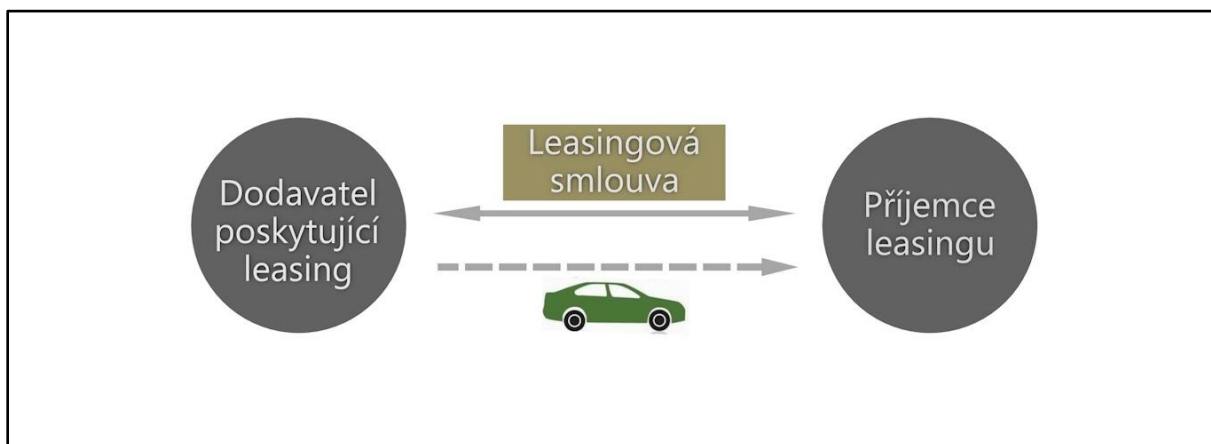 Dodavatel
poskytující
leasing
Leasingová
smlouva
Příjemce
leasingu